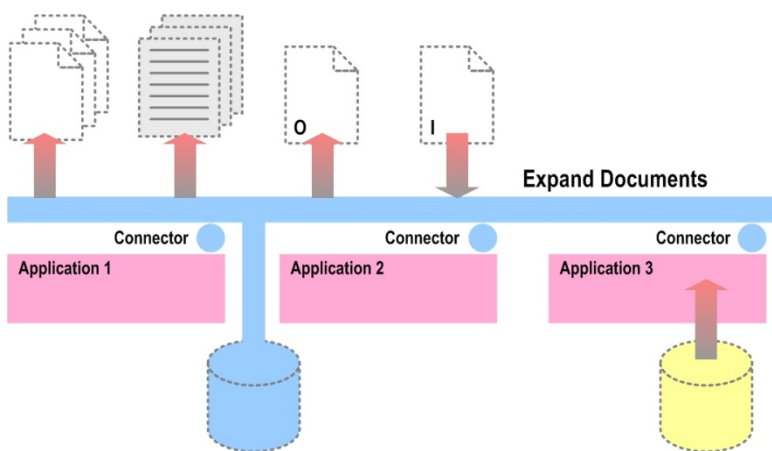 O
I
Expand Documents
Connector
Connector
Connector
Application 1
Application 2
Application 3